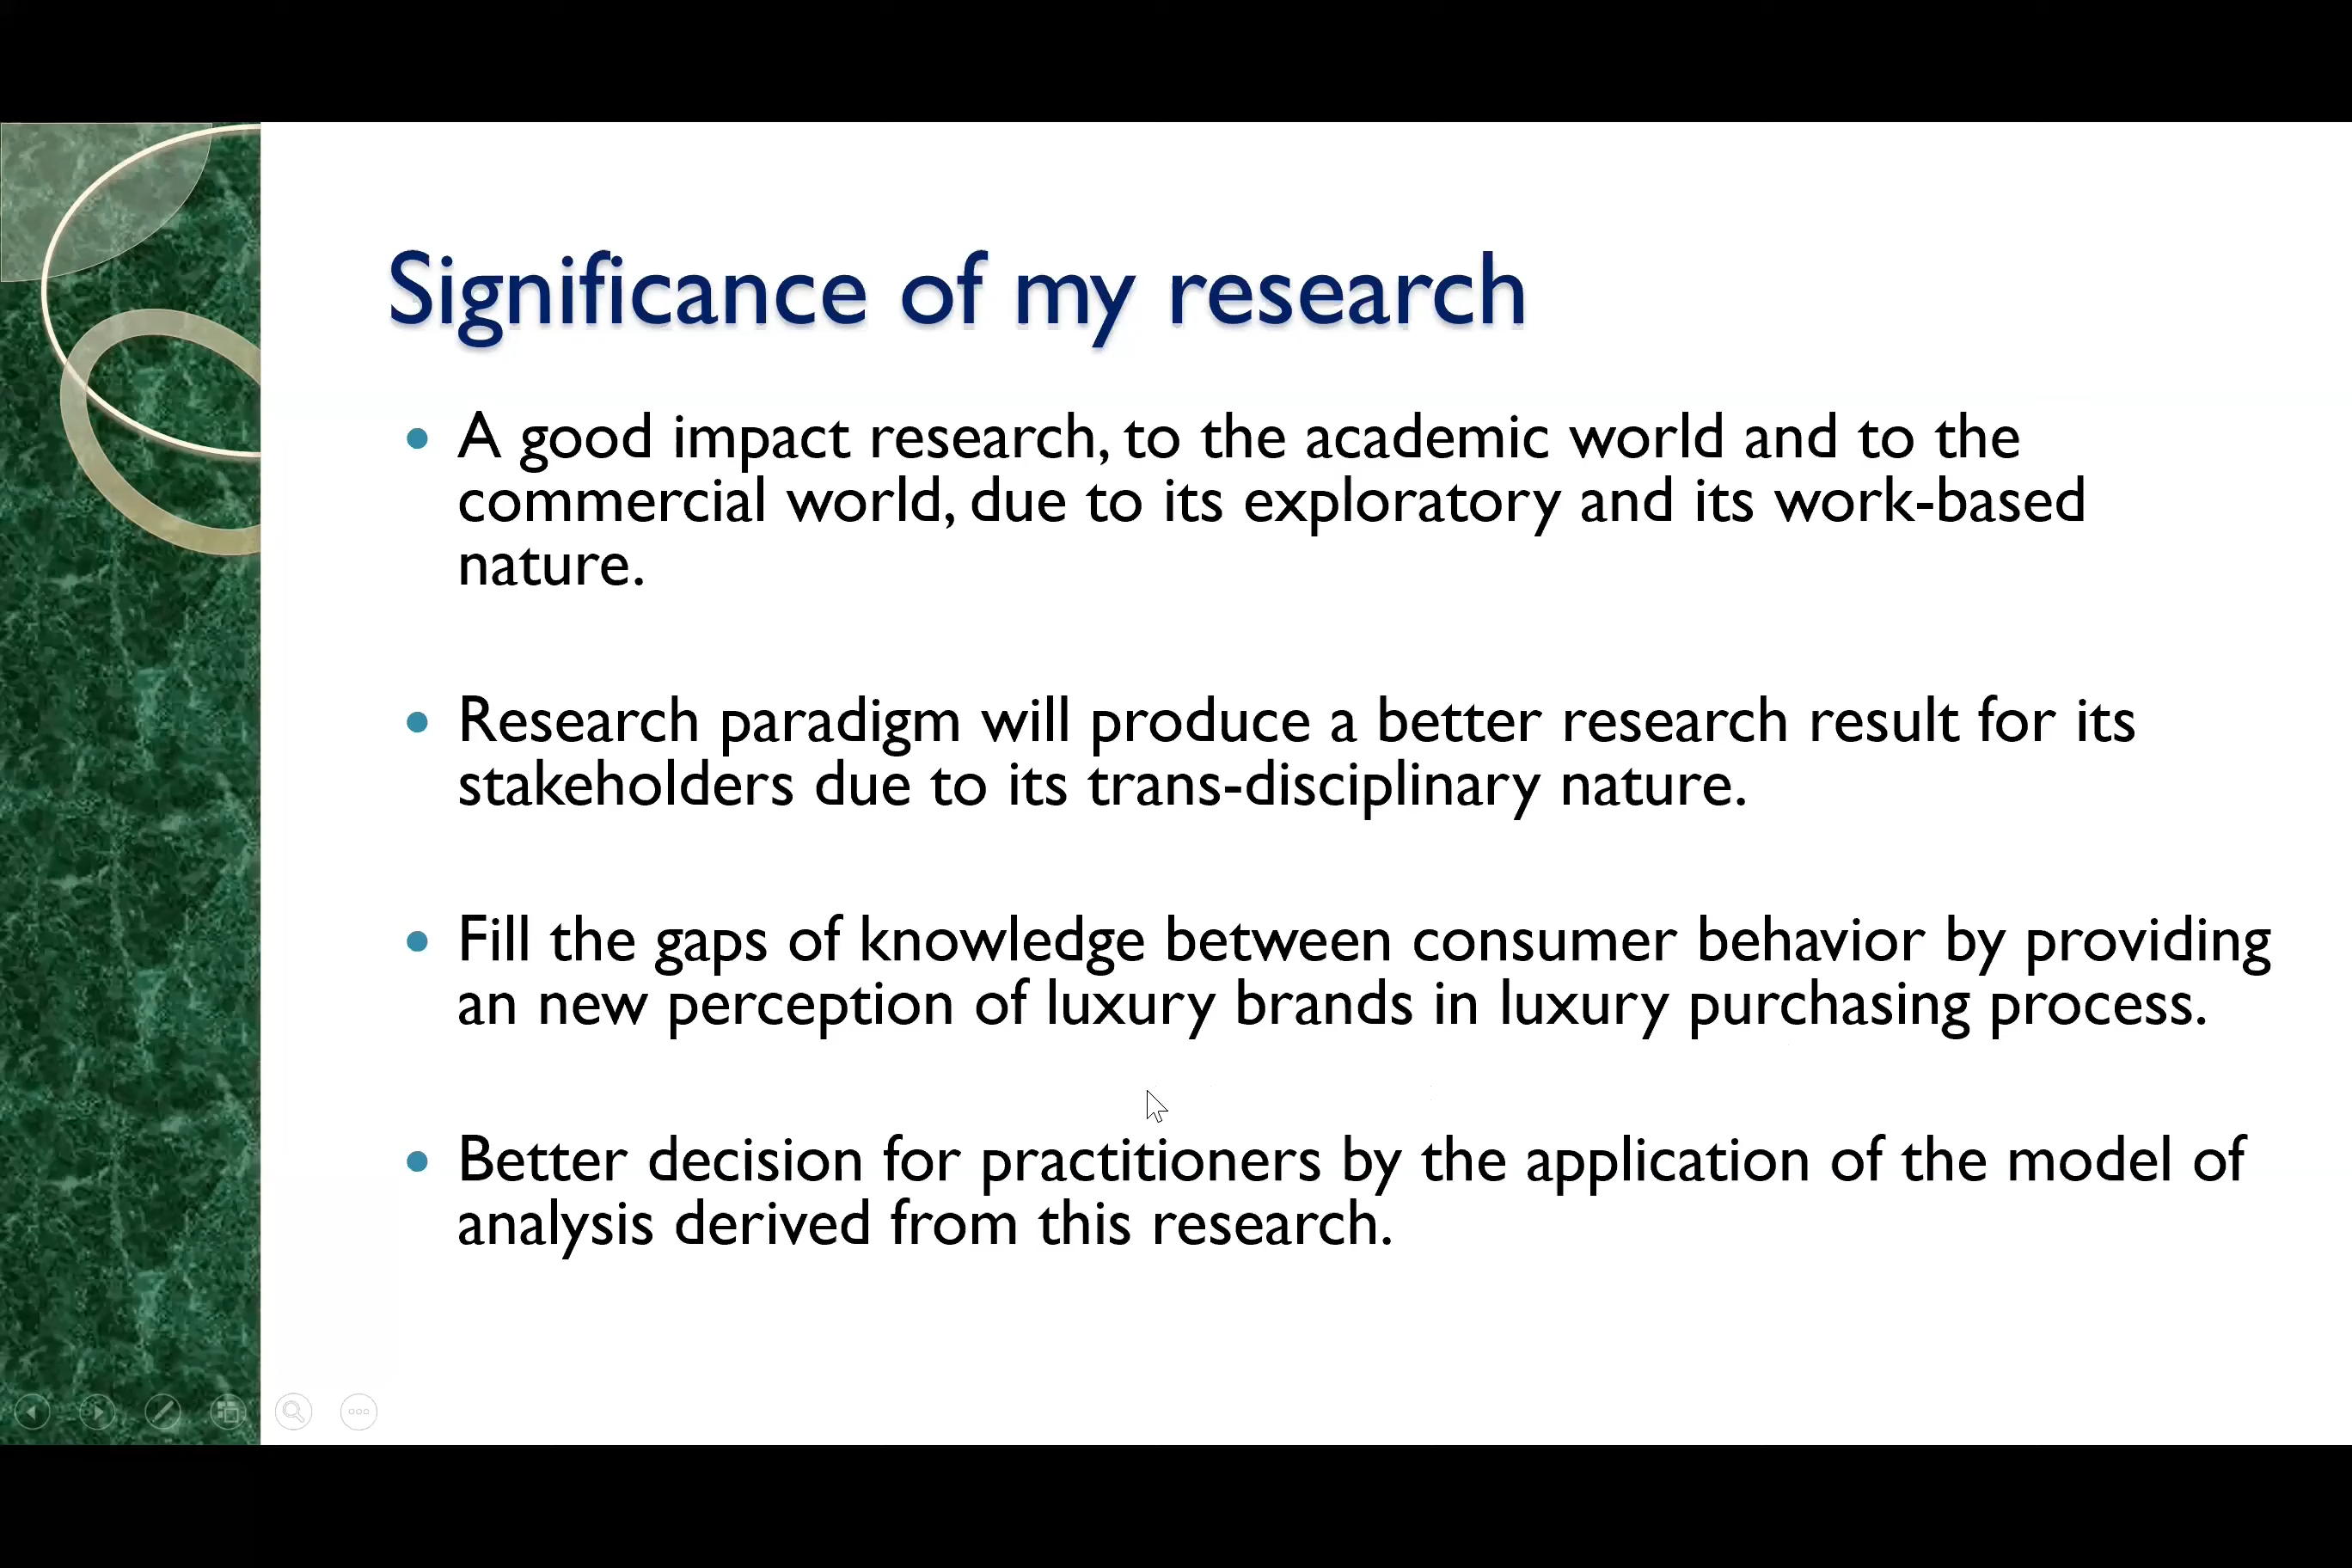 Significance of my research
• A good impact research, to the academic world and to the
commercial world, due to its exploratory and its work-based
nature.
• Research paradigm will produce a better research result for its
stakeholders due to its trans-disciplinary nature.
• Fill the gaps of knowledge between consumer behavior by providing
an new perception of luxury brands in luxury purchasing process.
• Better decision for practitioners by the application of the model of
analysis derived from this research.